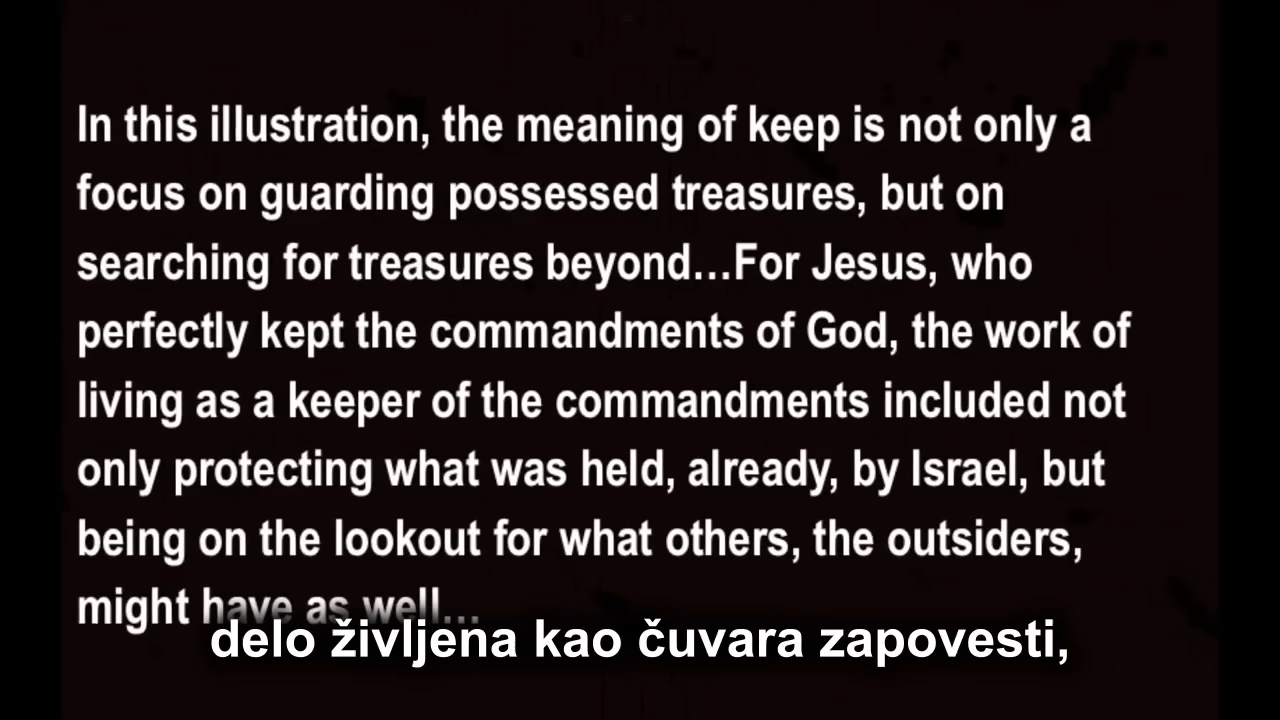 In this illustration, the meaning of keep is not only a
focus on guarding possessed treasures, but on
searching for treasures beyond…For Jesus, who
perfectly kept the commandments of God, the work of
living as a keeper of the commandments included not
only protecting what was held, already, by Israel, but
being on the lookout for what others, the outsiders,
might have as well…
delo življena kao čuvara zapovesti,